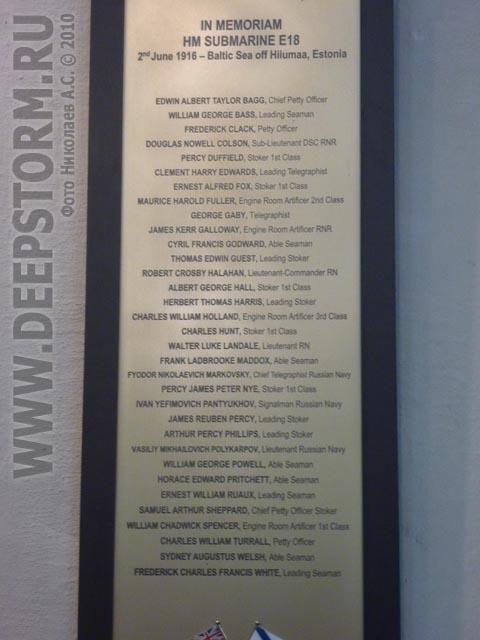 IN MEMORIAM
HM SUBMARINE E18
2nd June 1916 – Baltic Sea off Hiiumaa, Estonia
EDWIN ALBERT TAYLOR BAGG, Chief Petty Officer
WILLIAM GEORGE BASS, Leading Seaman
FREDERICK CLACK, Petty Officer
DOUGLAS NOWELL COLSON, Sub-Lieutenant DSC RNR
PERCY DUFFIELD, Stoker 1st Class
CLEMENT HARRY EDWARDS, Leading Telegraphist
ERNEST ALFRED FOX, Stoker 1st Class
MAURICE HAROLD FULLER, Engine Room Artificer 2nd Class
GEORGE GABY, Telegraphist
JAMES KERR GALLOWAY, Engine Room Artificer RNR
CYRIL FRANCIS GODWARD, Able Seaman
THOMAS EDWIN GUEST, Leading Stoker
ROBERT CROSBY HALAHAN, Lieutenant-Commander RN
ALBERT GEORGE HALL, Stoker 1st Class
HERBERT THOMAS HARRIS, Leading Stoker
CHARLES WILLIAM HOLLAND, Engine Room Artificer 3rd Class
CHARLES HUNT, Stoker 1st Class
WALTER LUKE LANDALE, Lieutenant RN
FRANK LADBROOKE MADDOX, Able Seaman
FYODOR NIKOLAEVICH MARKOVSKY, Chief Telegraphist Russian Navy
PERCY JAMES PETER NYE, Stoker 1st Class
IVAN YEFIMOVICH PANTYUKHOV, Signalman Russian Navy
JAMES REUBEN PERCY, Leading Stoker
ARTHUR PERCY PHILLIPS, Leading Stoker
VASILIY MIKHAILOVICH POLYKARPOV, Lieutenant Russian Navy
WILLIAM GEORGE POWELL, Able Seaman
HORACE EDWARD PRITCHETT, Able Seaman
ERNEST WILLIAM RUAUX, Leading Seaman
SAMUEL ARTHUR SHEPPARD, Chief Petty Officer Stoker
WILLIAM CHADWICK SPENCER, Engine Room Artificer 1st Class
CHARLES WILLIAM TURRALL, Petty Officer
SYDNEY AUGUSTUS WELSH, Able Seaman
FREDERICK CHARLES FRANCIS WHITE, Leading Seaman
WWW.DEEPSTORM.RU
Фото Николаев А.С. © 2010